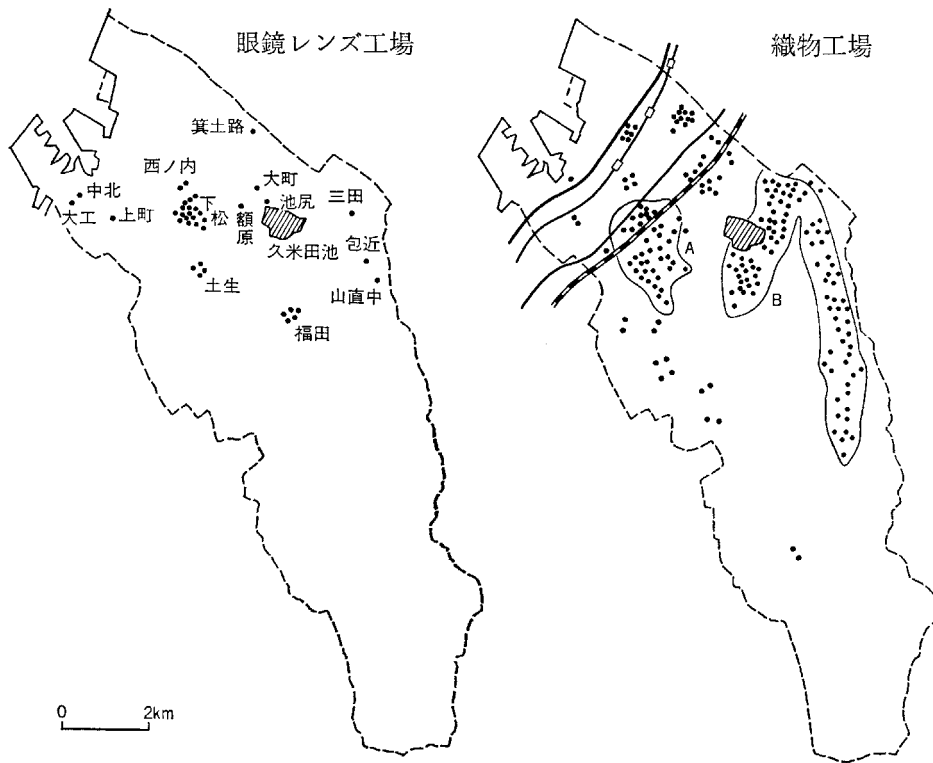 眼鏡レンズ工場
織物工場
箕土路
西ノ内
大町
中北
下松
池尻
三田
大工
上町
額原
久米田池
包近
土生
山直中
福田
A
B
0 2km